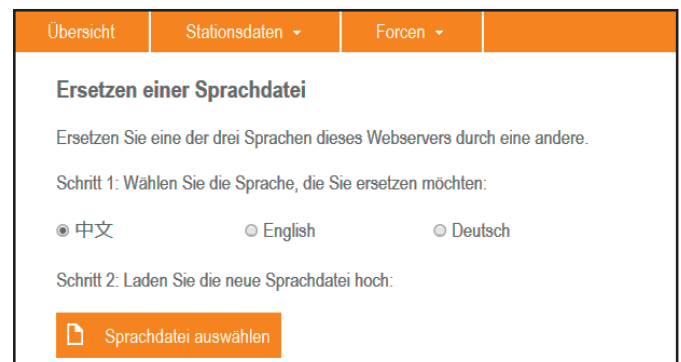 Übersicht Stationsdaten Forcen
Ersetzen einer Sprachdatei
Ersetzen Sie eine der drei Sprachen dieses Webservers durch eine andere.
Schritt 1: Wählen Sie die Sprache, die Sie ersetzen möchten:
中文 English Deutsch
Schritt 2: Laden Sie die neue Sprachdatei hoch:
Sprachdatei auswählen